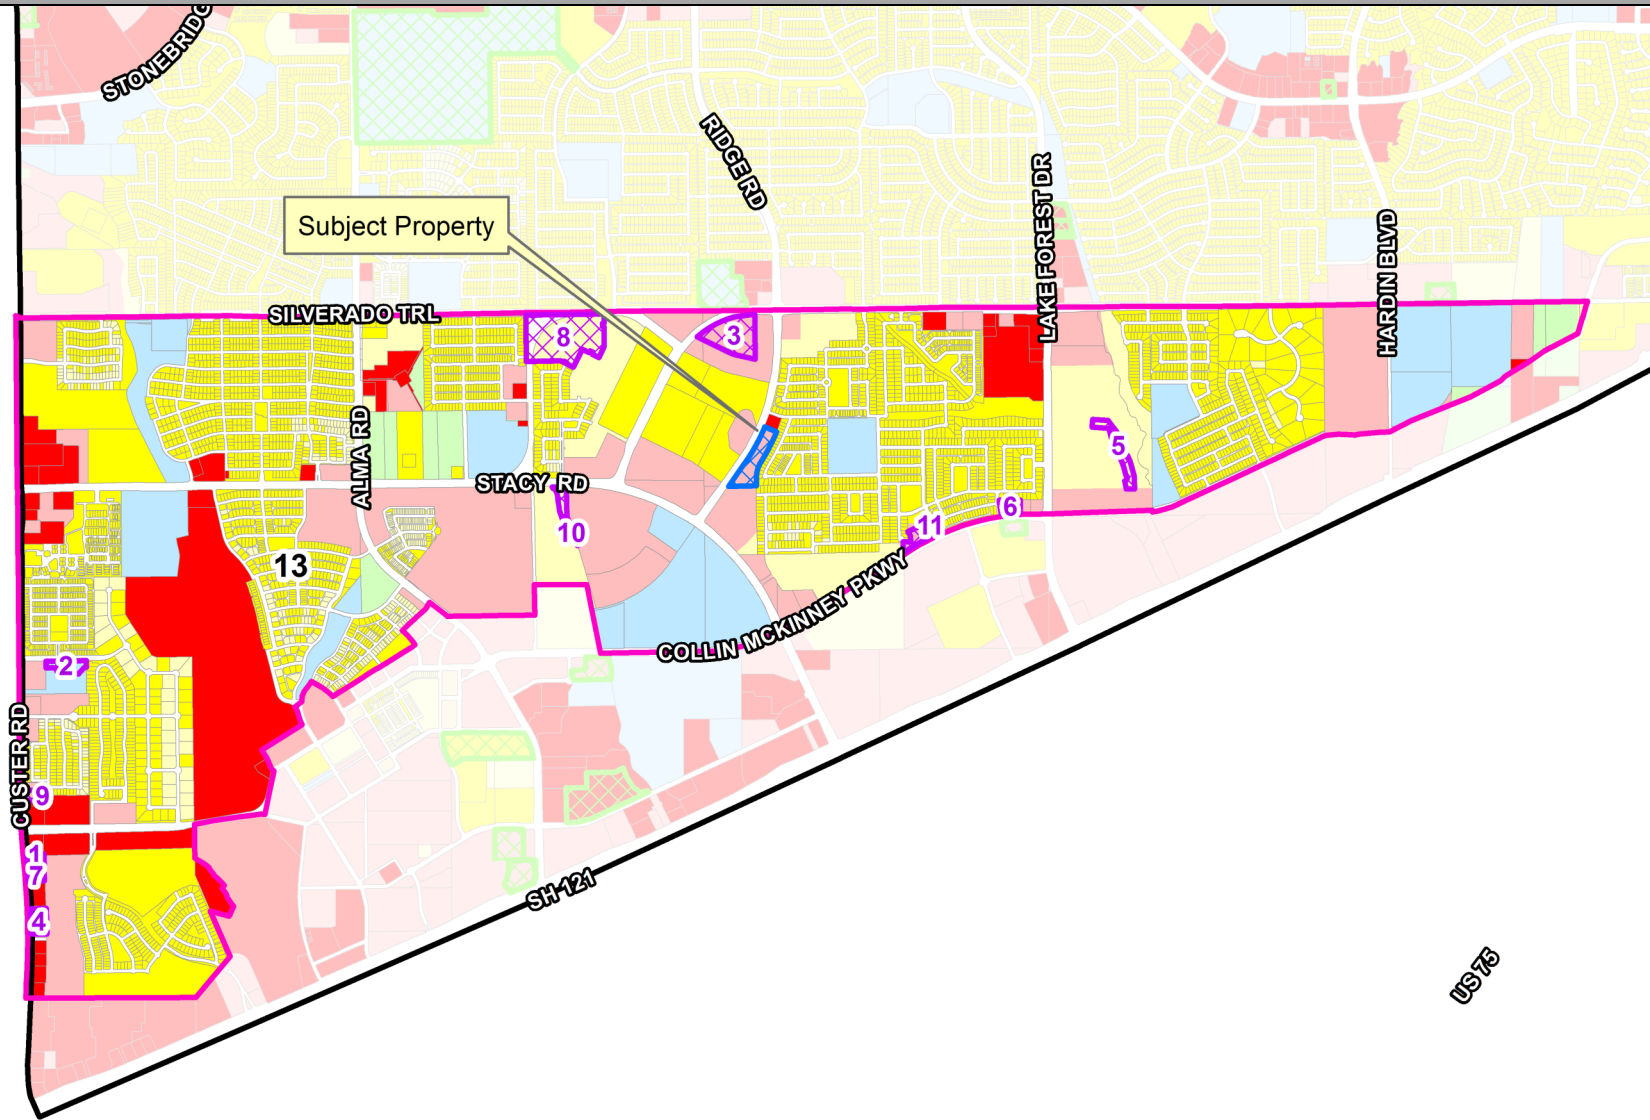 STONEBRIDG
RIDGE RD
LAKE FOREST DR
HARDIN BLVD
Subject Property
SILVERADO TRL
8
3
ALMA RD
STACY RD
5
6
10
11
13
COLLIN MCKINNEY PKWY
2
CUSTER RD
9
1
7
4
SH 121
US 75